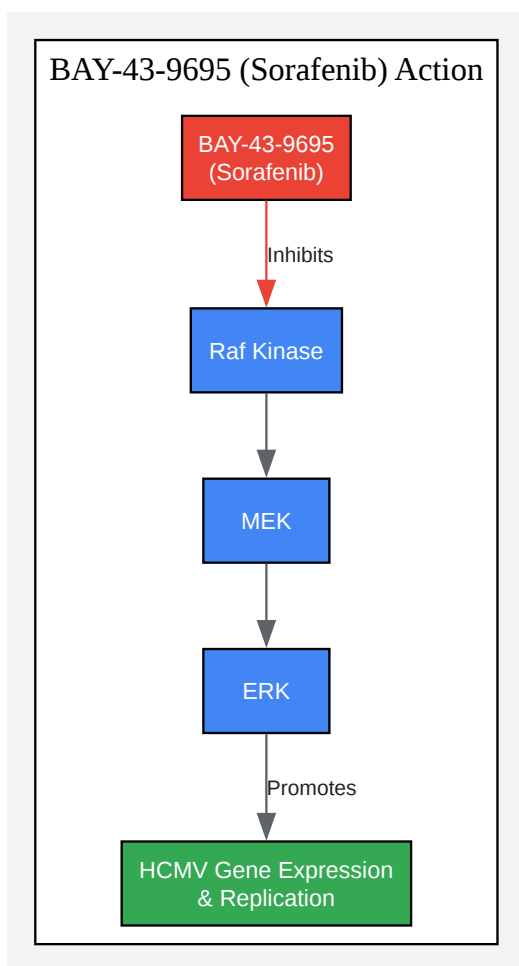 BAY-43-9695 (Sorafenib) Action
BAY-43-9695
(Sorafenib)
Inhibits
Raf Kinase
MEK
ERK
Promotes
HCMV Gene Expression
& Replication